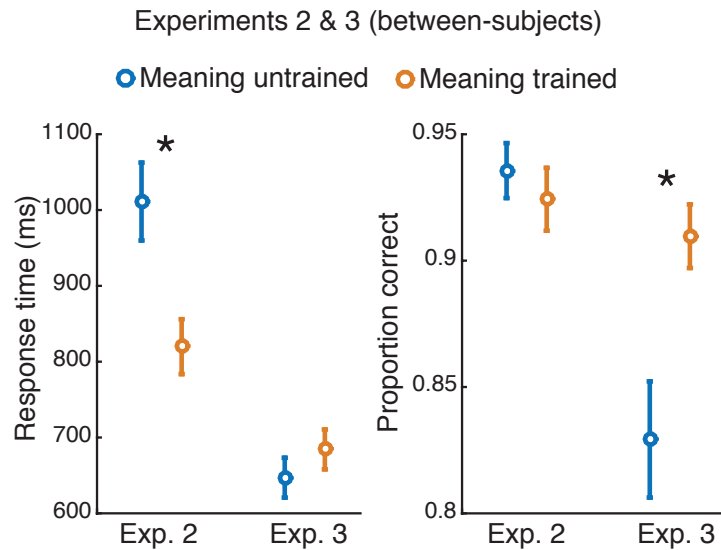 Experiments 2 & 3 (between-subjects)
Meaning untrained
Meaning trained
Response time (ms)
1100
1000
900
800
700
600
*
Exp. 2
Exp. 3
Proportion correct
0.95
0.9
0.85
0.8
*
Exp. 2
Exp. 3